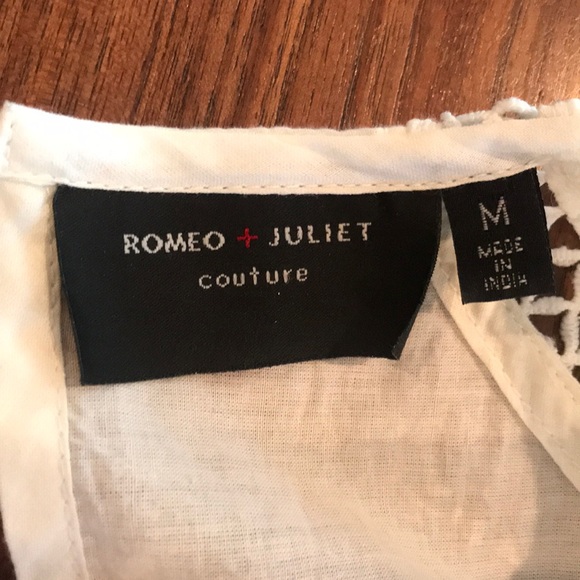 ROMEO + JULIET
couture
M
MADE
IN
INDIA